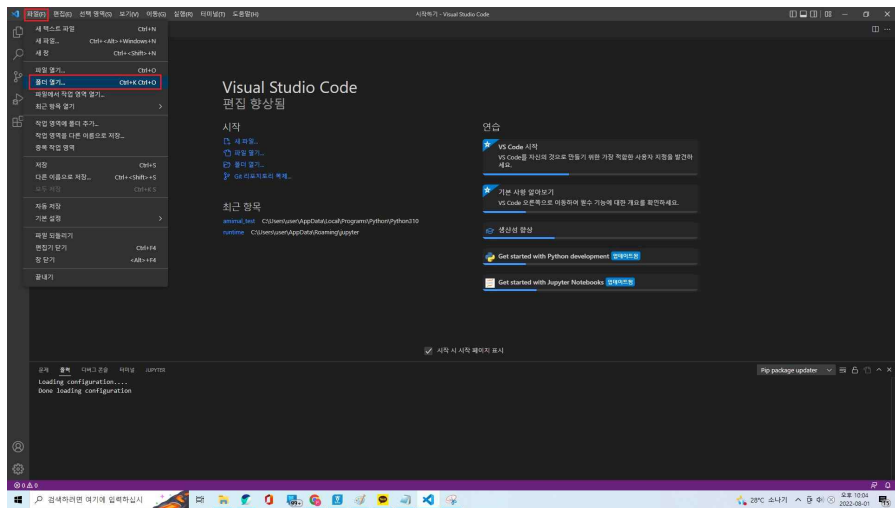 파일(F) 편집(E) 선택 영역(S) 보기(V) 이동(G) 실행(R) 터미널(T) 도움말(H)
시작하기 - Visual Studio Code
새 텍스트 파일 Ctrl+N
새 파일... Ctrl+<Alt>+Windows+N
새 창 Ctrl+<Shift>+N
파일 열기... Ctrl+O
폴더 열기... Ctrl+K Ctrl+O
파일에서 작업 영역 열기...
최근 항목 열기
작업 영역에 폴더 추가...
작업 영역을 다른 이름으로 저장...
중복 작업 영역
저장 Ctrl+S
다른 이름으로 저장... Ctrl+<Shift>+S
모두 저장 Ctrl+K S
자동 저장
기본 설정
파일 되돌리기
편집기 닫기 Ctrl+F4
창 닫기 <Alt>+F4
끝내기
Visual Studio Code
편집 향상됨
시작
새 파일...
파일 열기...
폴더 열기...
Git 리포지토리 복제...
최근 항목
amimal_test C:\Users\user\AppData\Local\Programs\Python\Python310
runtime C:\Users\user\AppData\Roaming\jupyter
연습
VS Code 시작
VS Code를 자신의 것으로 만들기 위한 가장 적합한 사용자 지정을 발견하
세요.
기본 사항 알아보기
VS Code 오른쪽으로 이동하여 필수 기능에 대한 개요를 확인하세요.
생산성 향상
Get started with Python development 업데이트됨
Get started with Jupyter Notebooks 업데이트됨
시작 시 시작 페이지 표시
문제 출력 디버그 콘솔 터미널 JUPYTER
Pip package updater
Loading configuration....
Done loading configuration
0 0
검색하려면 여기에 입력하십시
99+
28°C 소나기
오후 10:04
2022-08-01